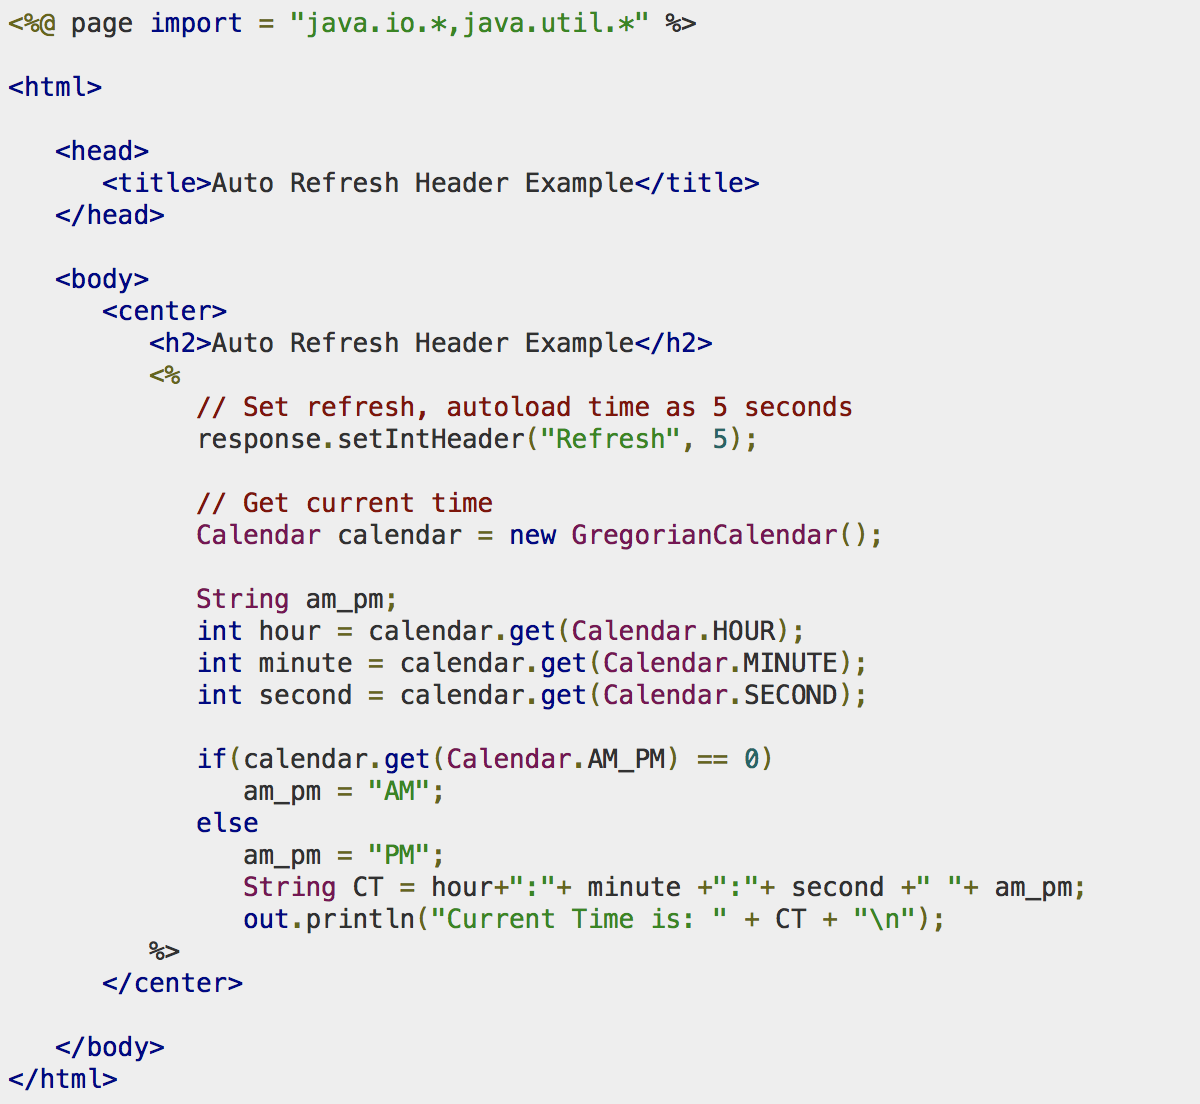 <%@ page import = "java.io.*,java.util.*" %>
<html>
<head>
<title>Auto Refresh Header Example</title>
</head>
<body>
<center>
<h2>Auto Refresh Header Example</h2>
<%
// Set refresh, autoload time as 5 seconds
response.setIntHeader("Refresh", 5);
// Get current time
Calendar calendar = new GregorianCalendar();
String am_pm;
int hour = calendar.get(Calendar.HOUR);
int minute = calendar.get(Calendar.MINUTE);
int second = calendar.get(Calendar.SECOND);
if(calendar.get(Calendar.AM_PM) == 0)
am_pm = "AM";
else
am_pm = "PM";
String CT = hour+":"+ minute +":"+ second +" "+ am_pm;
out.println("Current Time is: " + CT + "\n");
%>
</center>
</body>
</html>